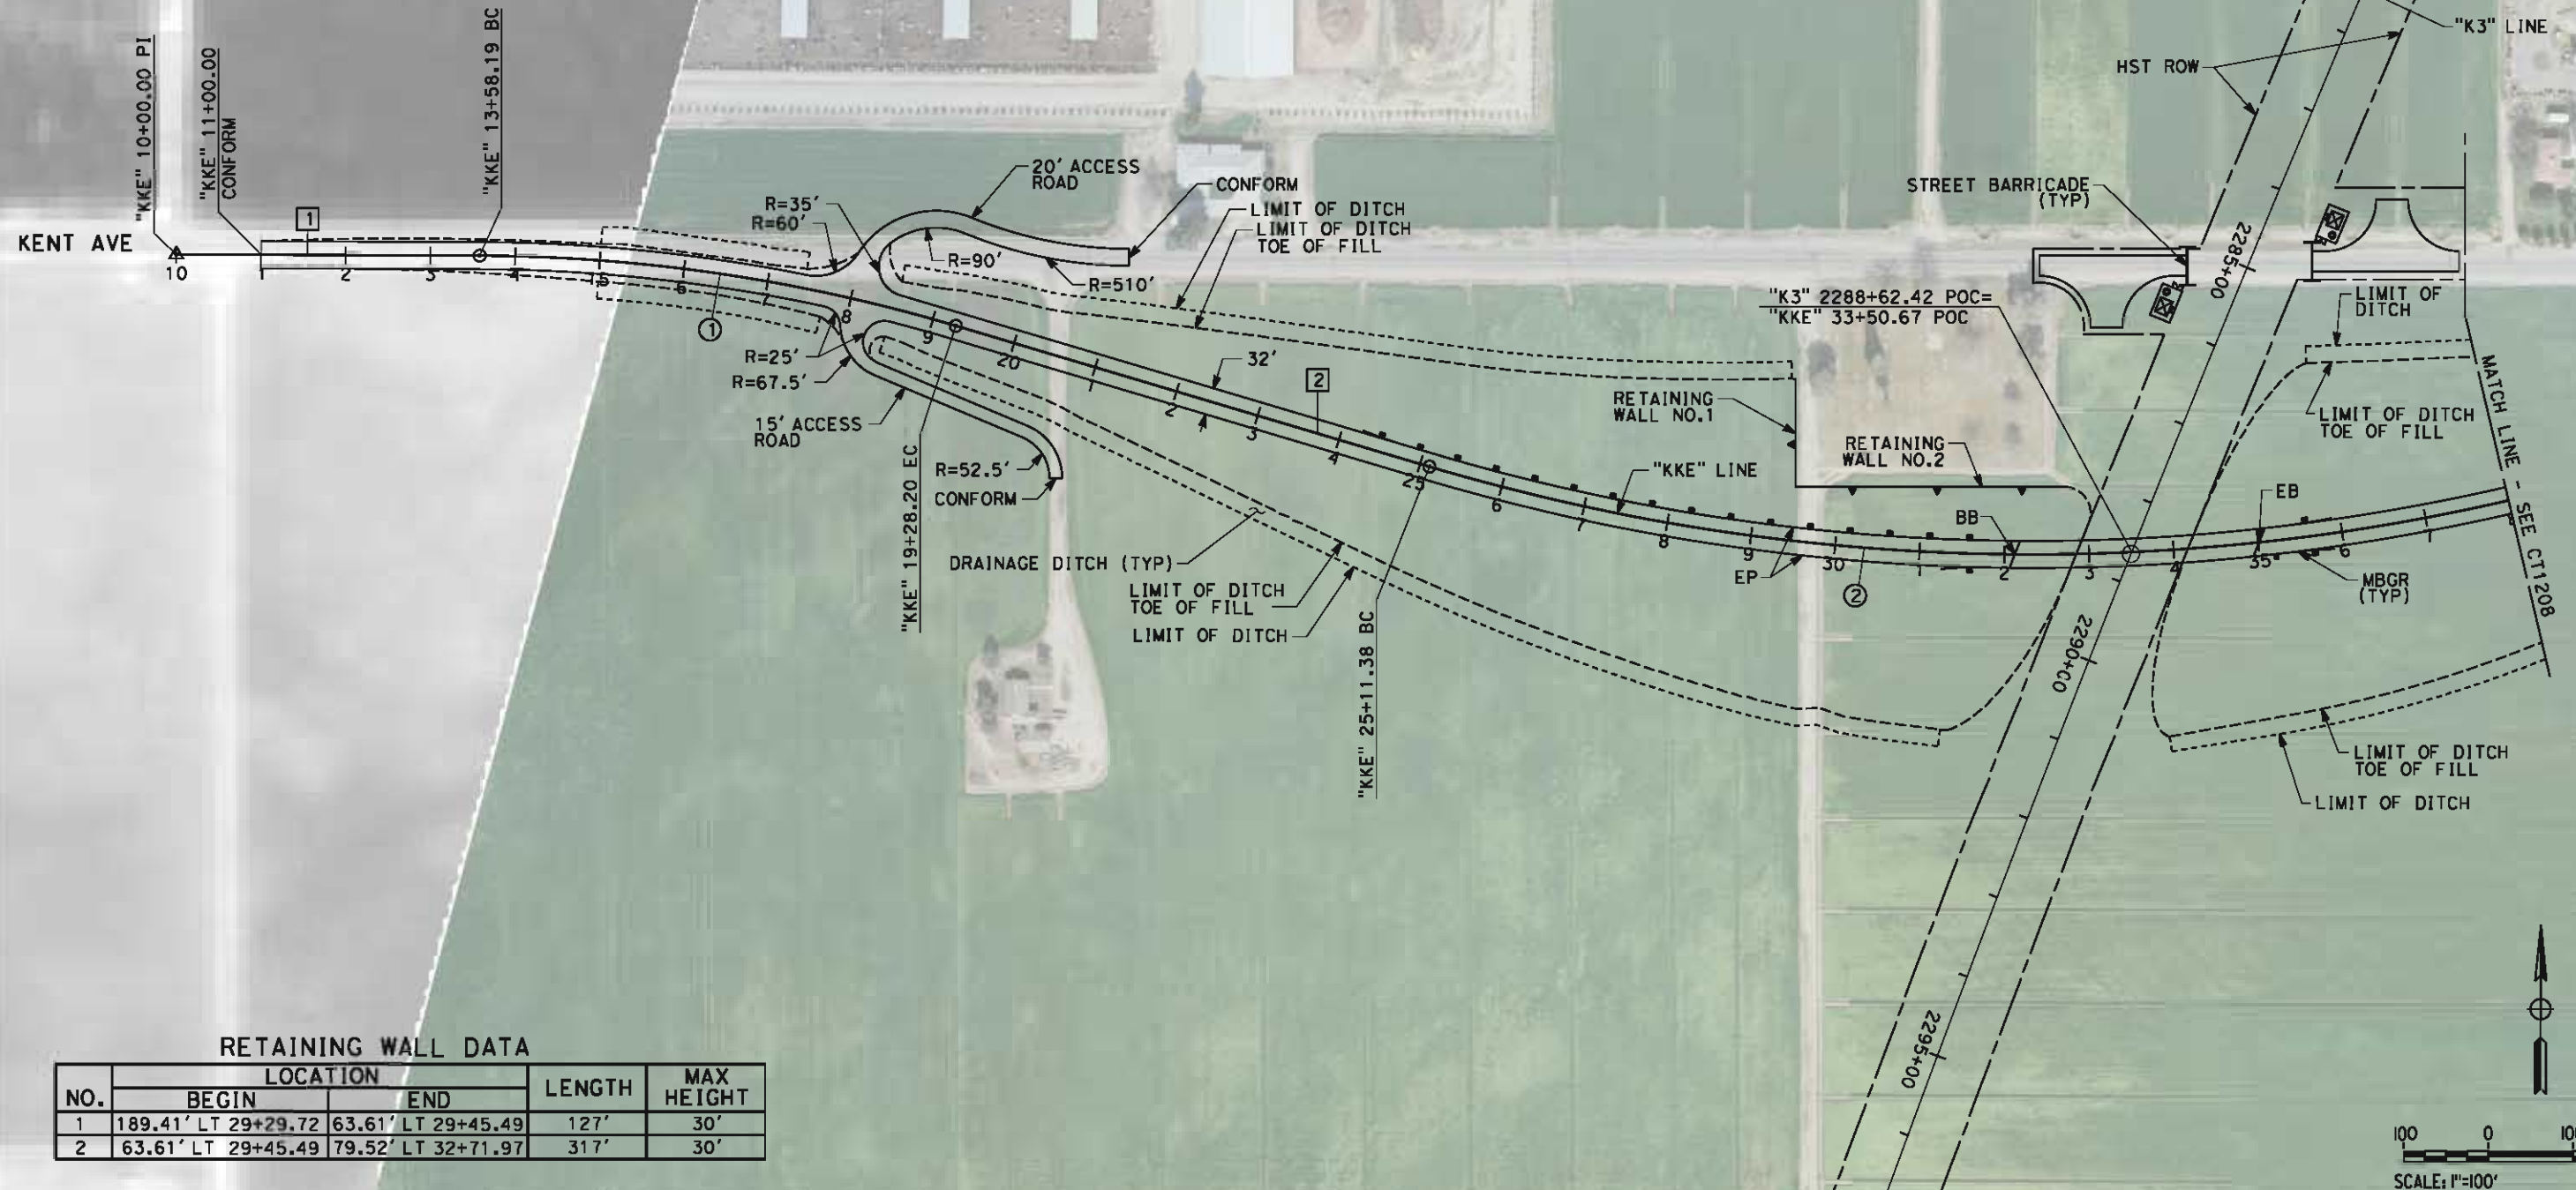 "K3" LINE
HST ROW
"KKE" 10+00.00 PI
"KKE" 11+00.00
CONFORM
"KKE" 13+58.19 BC
1
20' ACCESS
ROAD
CONFORM
R=35'
R=60'
LIMIT OF DITCH
LIMIT OF DITCH
TOE OF FILL
STREET BARRICADE
(TYP)
KENT AVE
R=90'
R=510'
10
1
2
3
4
5
6
7
8
9
20
2
3
4
25
6
7
8
9
30
1
2
3
4
35
6
1
2285+00
LIMIT OF
DITCH
"K3" 2288+62.42 POC=
"KKE" 33+50.67 POC
R=25'
R=67.5'
32'
2
RETAINING
WALL NO.1
MATCH LINE - SEE CT1208
15' ACCESS
ROAD
LIMIT OF DITCH
TOE OF FILL
RETAINING
WALL NO.2
"KKE" 19+28.20 EC
R=52.5'
CONFORM
"KKE" LINE
BB
EB
DRAINAGE DITCH (TYP)
EP
2
LIMIT OF DITCH
TOE OF FILL
MBGR
(TYP)
"KKE" 25+11.38 BC
LIMIT OF DITCH
2290+00
LIMIT OF DITCH
TOE OF FILL
LIMIT OF DITCH
2295+00
RETAINING WALL DATA
NO. LOCATION LENGTH MAX HEIGHT
BEGIN END
1 189.41' LT 29+29.72 63.61' LT 29+45.49 127' 30'
2 63.61' LT 29+45.49 79.52' LT 32+71.97 317' 30'
100 0
SCALE: 1"=100'